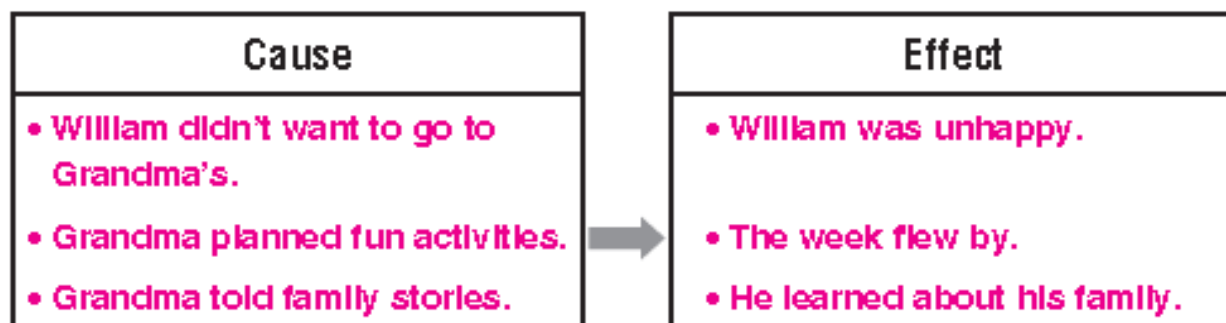 Cause
• William didn't want to go to
Grandma's.
• Grandma planned fun activities.
• Grandma told family stories.
Effect
• William was unhappy.
• The week flew by.
• He learned about his family.